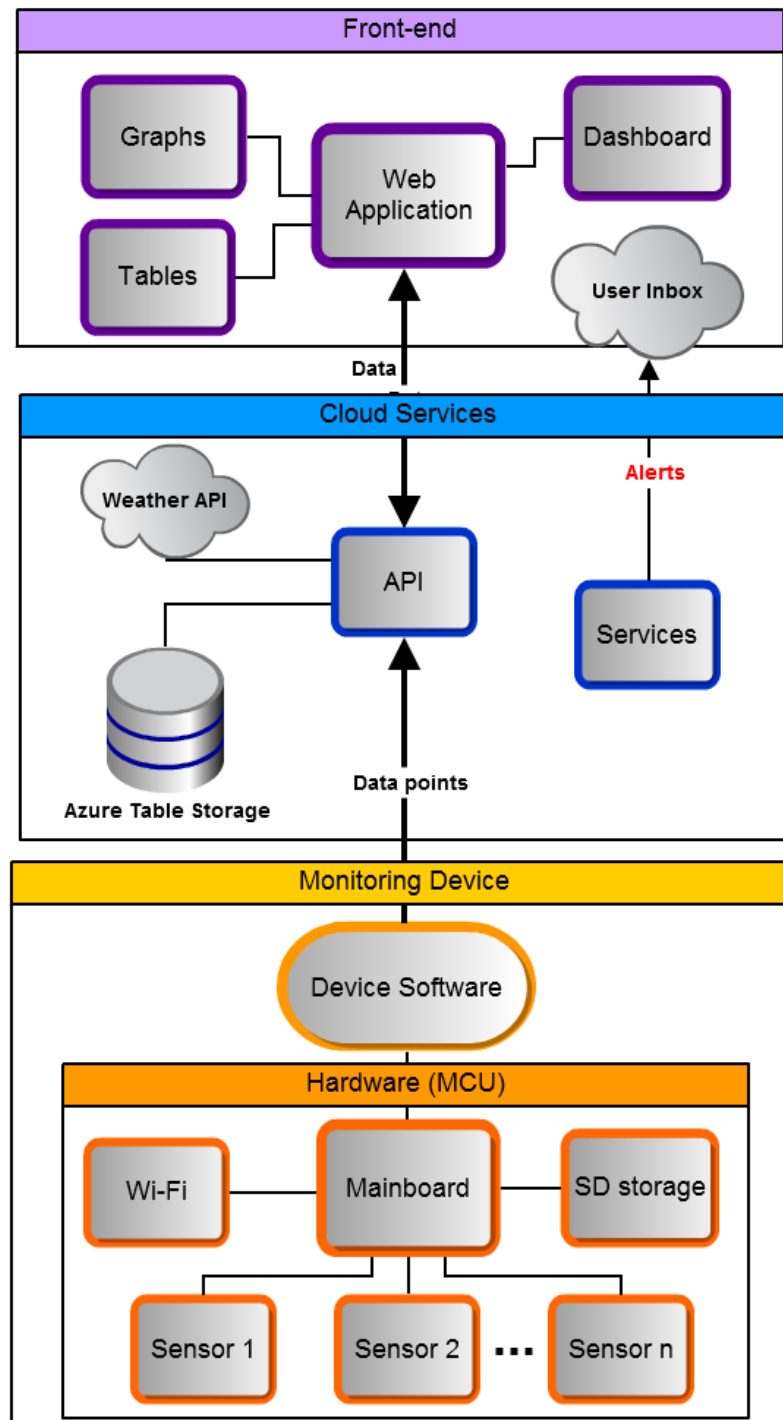 Front-end
Graphs
Dashboard
Web
Application
Tables
User Inbox
Data
Cloud Services
Weather API
Alerts
API
Services
Azure Table Storage
Data points
Monitoring Device
Device Software
Hardware (MCU)
Wi-Fi
Mainboard
SD storage
Sensor 1
Sensor 2
...
Sensor n